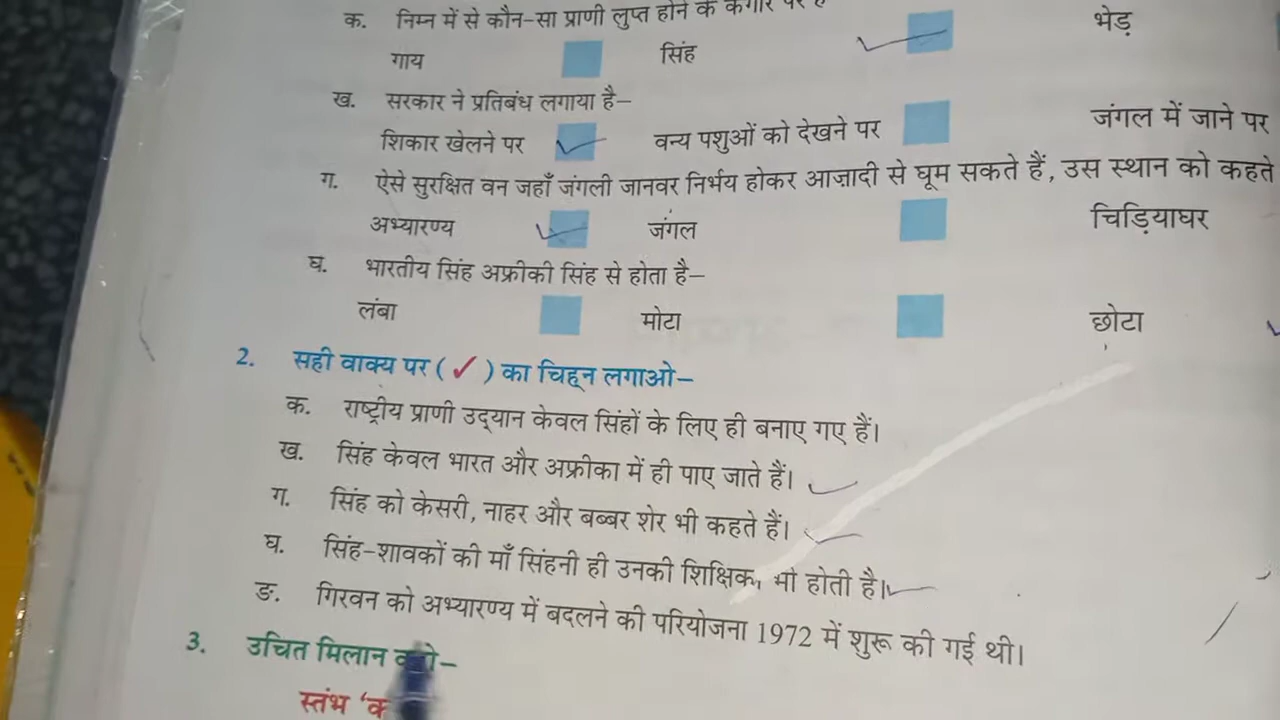 क. निम्न में से कौन-सा प्राणी लुप्त होने के कगार पर है
गाय सिंह भेड़
ख. सरकार ने प्रतिबंध लगाया है–
शिकार खेलने पर वन्य पशुओं को देखने पर जंगल में जाने पर
ग. ऐसे सुरक्षित वन जहाँ जंगली जानवर निर्भय होकर आज़ादी से घूम सकते हैं, उस स्थान को कहते
अभ्यारण्य जंगल चिड़ियाघर
घ. भारतीय सिंह अफ्रीकी सिंह से होता है–
लंबा मोटा छोटा
2. सही वाक्य पर (✓) का चिह्न लगाओ–
क. राष्ट्रीय प्राणी उद्यान केवल सिंहों के लिए ही बनाए गए हैं।
ख. सिंह केवल भारत और अफ्रीका में ही पाए जाते हैं।
ग. सिंह को केसरी, नाहर और बब्बर शेर भी कहते हैं।
घ. सिंह-शावकों की माँ सिंहनी ही उनकी शिक्षिका भी होती है।
ङ. गिरवन को अभ्यारण्य में बदलने की परियोजना 1972 में शुरू की गई थी।
3. उचित मिलान
स्तंभ